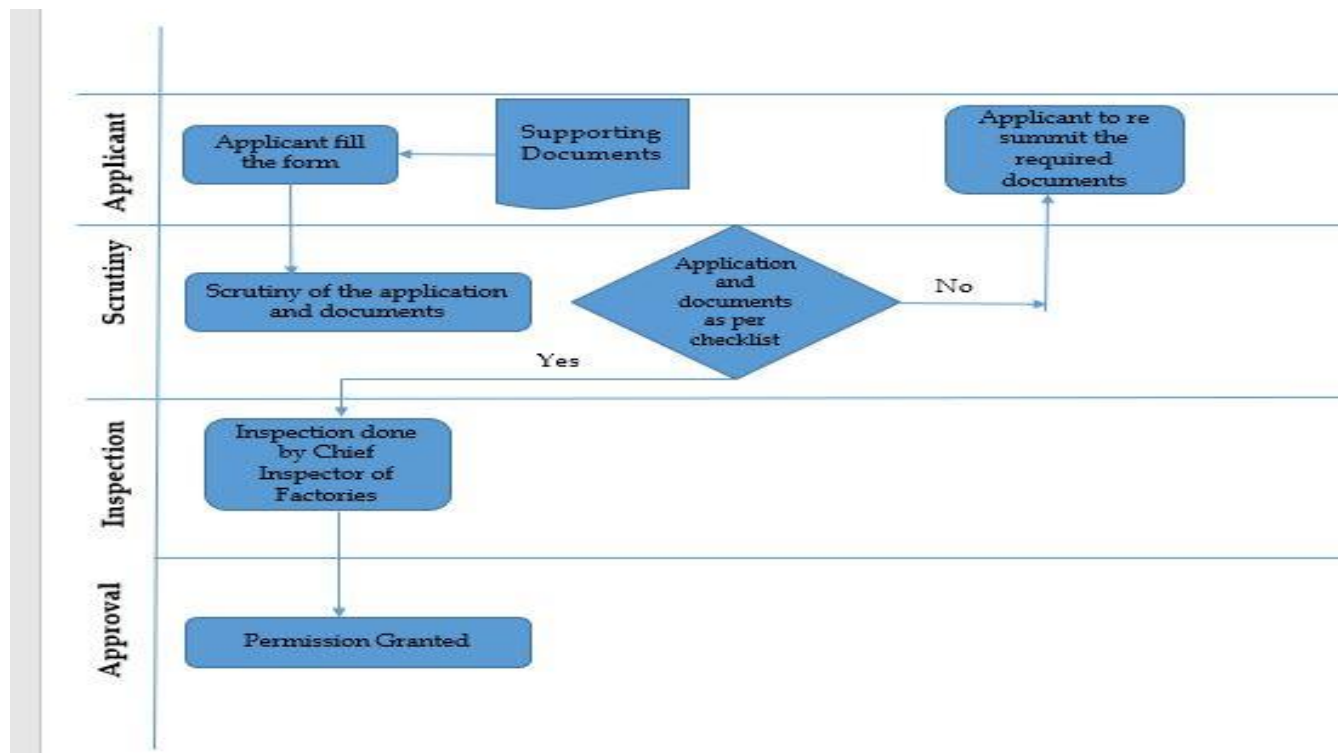 Applicant
Applicant fill
the form
Supporting
Documents
Applicant to re
summit the
required
documents
Scrutiny
Scrutiny of the application
and documents
Application
and
documents
as per
checklist
No
Yes
Inspection
Inspection done
by Chief
Inspector of
Factories
Approval
Permission Granted